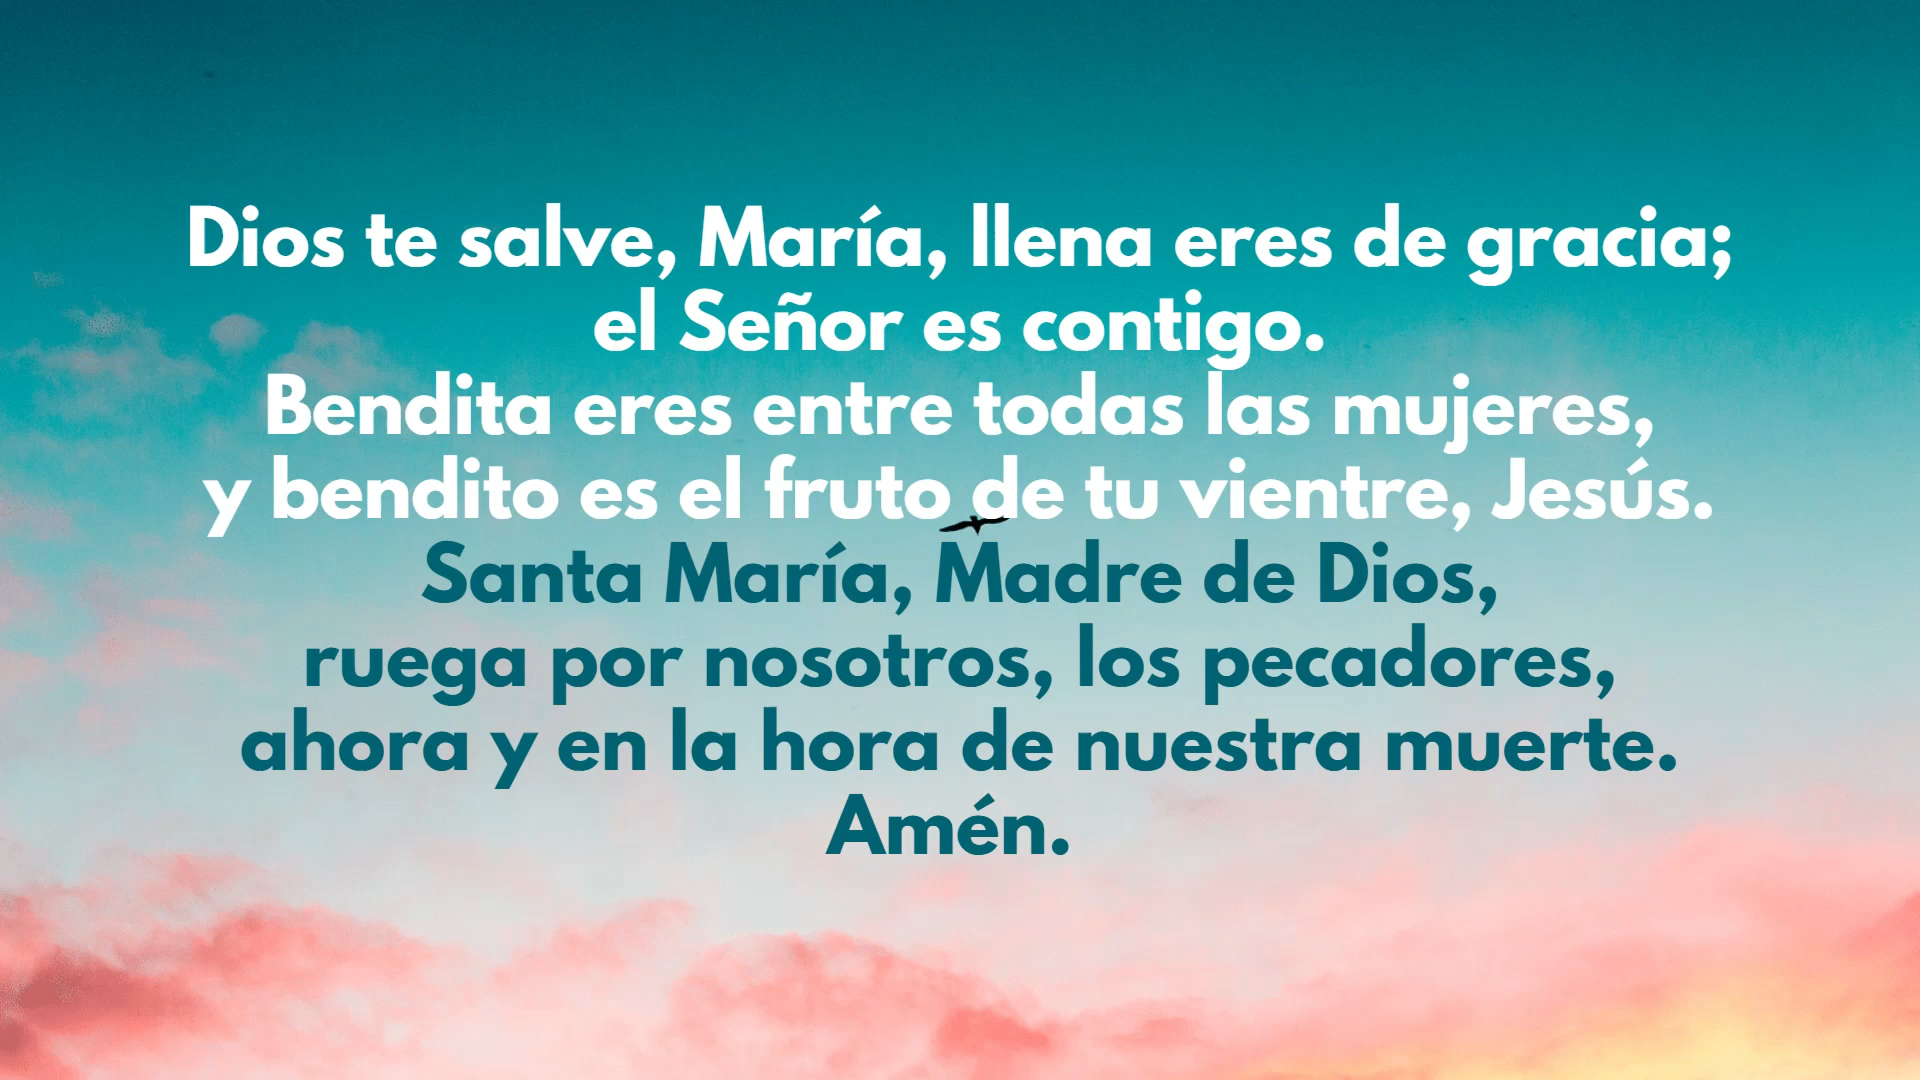 Dios te salve, María, llena eres de gracia;
el Señor es contigo.
Bendita eres entre todas las mujeres,
y bendito es el fruto de tu vientre, Jesús.
Santa María, Madre de Dios,
ruega por nosotros, los pecadores,
ahora y en la hora de nuestra muerte.
Amén.